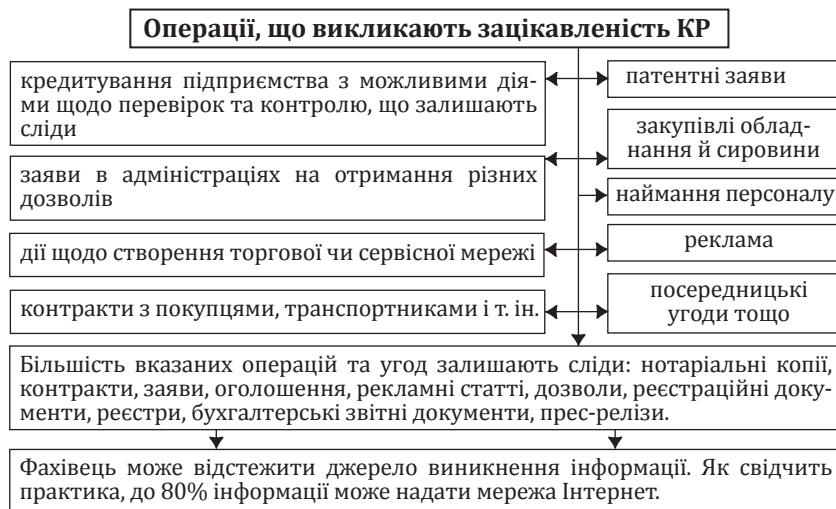 Операції, що викликають зацікавленість КР
кредитування підприємства з можливими дія-
ми щодо перевірок та контролю, що залишають
сліди
патентні заяви
закупівлі облад-
нання й сировини
заяви в адміністраціях на отримання різних
дозволів
наймання персоналу
дії щодо створення торгової чи сервісної мережі
реклама
контракти з покупцями, транспортниками і т. ін.
посередницькі
угоди тощо
Більшість вказаних операцій та угод залишають сліди: нотаріальні копії,
контракти, заяви, оголошення, рекламні статті, дозволи, реєстраційні доку-
менти, реєстри, бухгалтерські звітні документи, прес-релізи.
Фахівець може відстежити джерело виникнення інформації. Як свідчить
практика, до 80% інформації може надати мережа Інтернет.